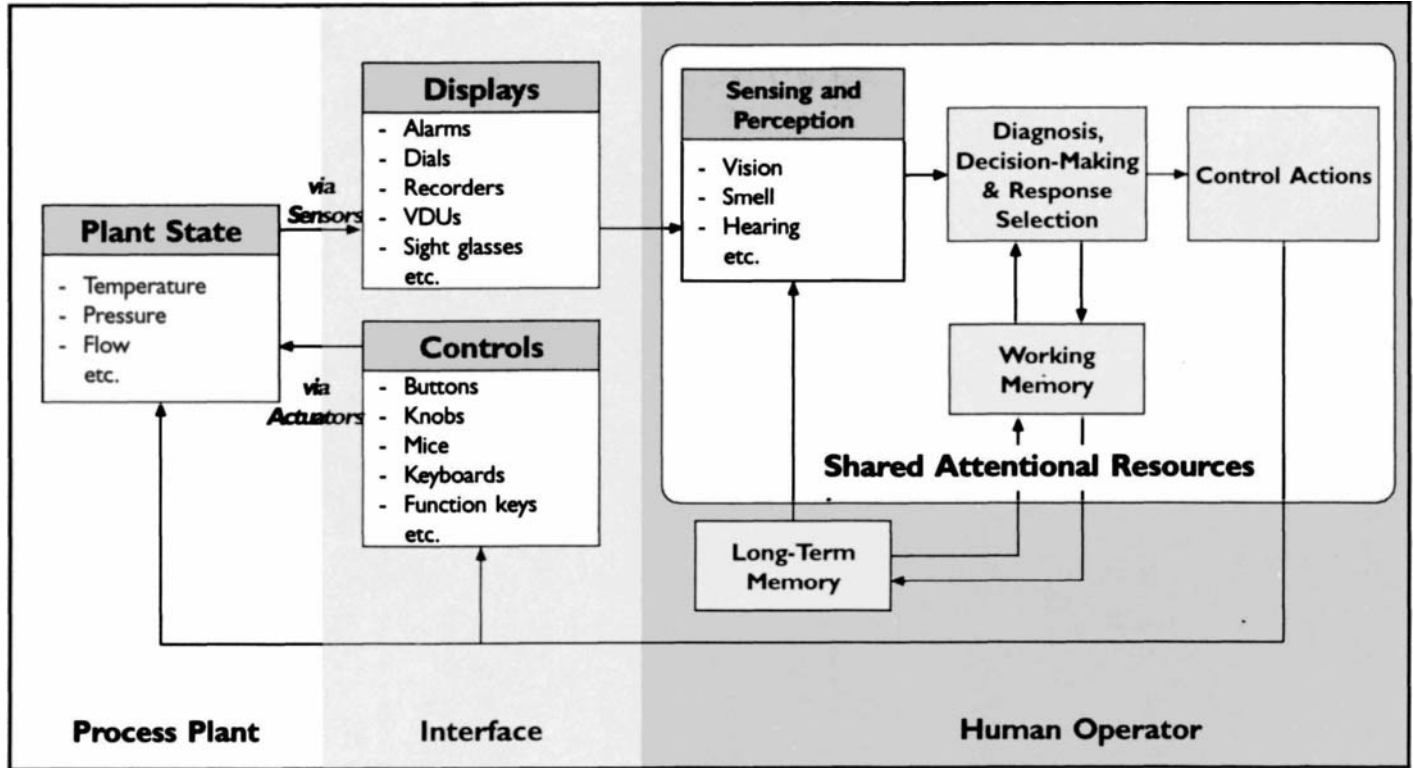 Plant State
- Temperature
- Pressure
- Flow
etc.
via
Sensors
Displays
- Alarms
- Dials
- Recorders
- VDUs
- Sight glasses
etc.
via
Actuators
Controls
- Buttons
- Knobs
- Mice
- Keyboards
- Function keys
etc.
Sensing and
Perception
- Vision
- Smell
- Hearing
etc.
Diagnosis,
Decision-Making
& Response
Selection
Control Actions
Working
Memory
Shared Attentional Resources
Long-Term
Memory
Process Plant
Interface
Human Operator